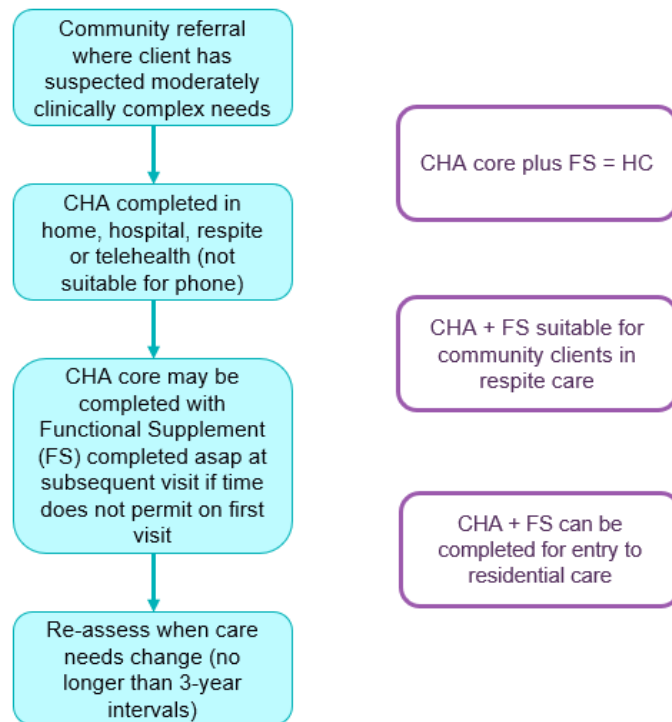 Community referral
where client has
suspected moderately
clinically complex needs
CHA completed in
home, hospital, respite
or telehealth (not
suitable for phone)
CHA core may be
completed with
Functional Supplement
(FS) completed asap at
subsequent visit if time
does not permit on first
visit
Re-assess when care
needs change (no
longer than 3-year
intervals)
CHA core plus FS = HC
CHA + FS suitable for
community clients in
respite care
CHA + FS can be
completed for entry to
residential care